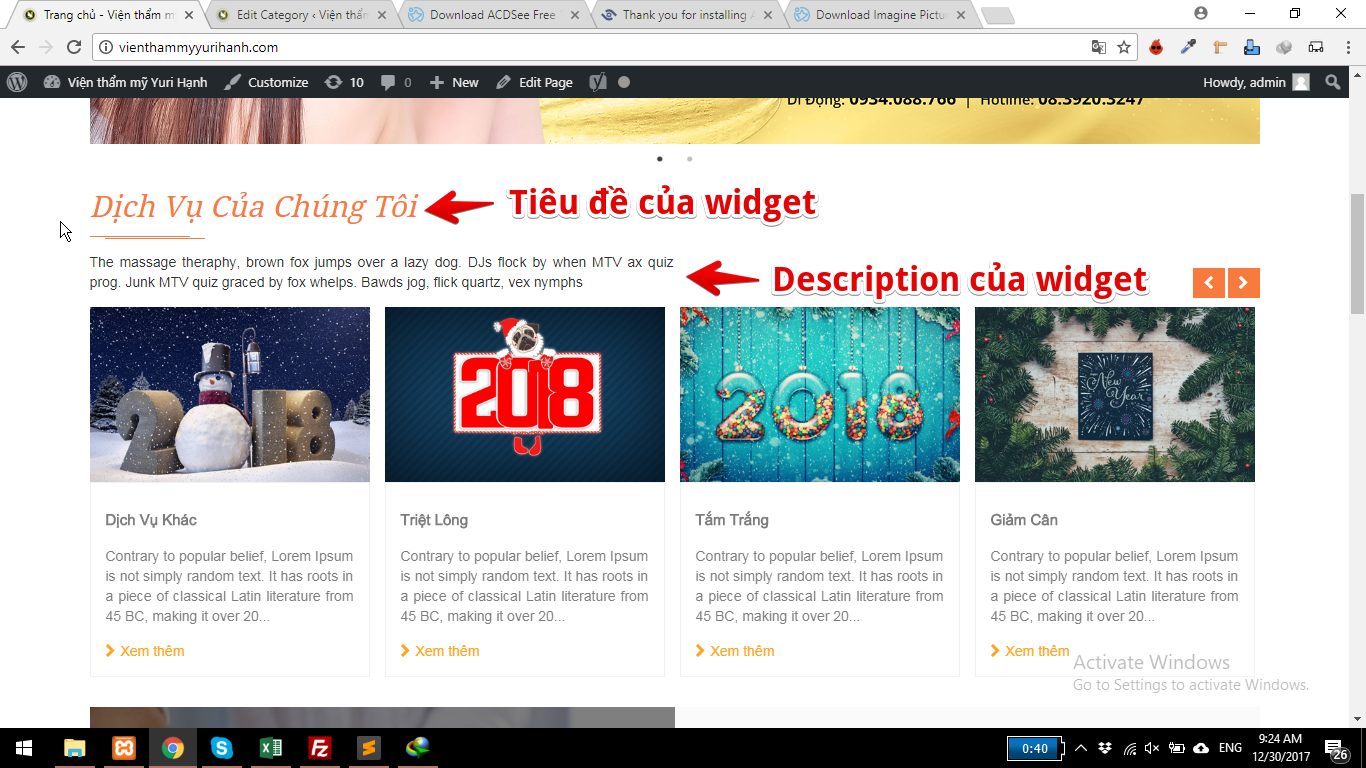 Trang chủ - Viện thẩm m
Edit Category ‹ Viện thẩm
Download ACDSee Free
Thank you for installing A
Download Imagine Pictu
vienthammyyurihanh.com
Viện thẩm mỹ Yuri Hạnh
Customize
10
0
New
Edit Page
Howdy, admin
Di Động: 0934.088.766 | Hotline: 08.3920.3247
Dịch Vụ Của Chúng Tôi
Tiêu đề của widget
The massage theraphy, brown fox jumps over a lazy dog. DJs flock by when MTV ax quiz
prog. Junk MTV quiz graced by fox whelps. Bawds jog, flick quartz, vex nymphs
Description của widget
2018
2018
2018
New
Year
Dịch Vụ Khác
Contrary to popular belief, Lorem Ipsum
is not simply random text. It has roots in
a piece of classical Latin literature from
45 BC, making it over 20...
Xem thêm
Triệt Lông
Contrary to popular belief, Lorem Ipsum
is not simply random text. It has roots in
a piece of classical Latin literature from
45 BC, making it over 20...
Xem thêm
Tắm Trắng
Contrary to popular belief, Lorem Ipsum
is not simply random text. It has roots in
a piece of classical Latin literature from
45 BC, making it over 20...
Xem thêm
Giảm Cân
Contrary to popular belief, Lorem Ipsum
is not simply random text. It has roots in
a piece of classical Latin literature from
45 BC, making it over 20...
Xem thêm
Activate Windows
Go to Settings to activate Windows.
0:40
ENG
9:24 AM
12/30/2017
26